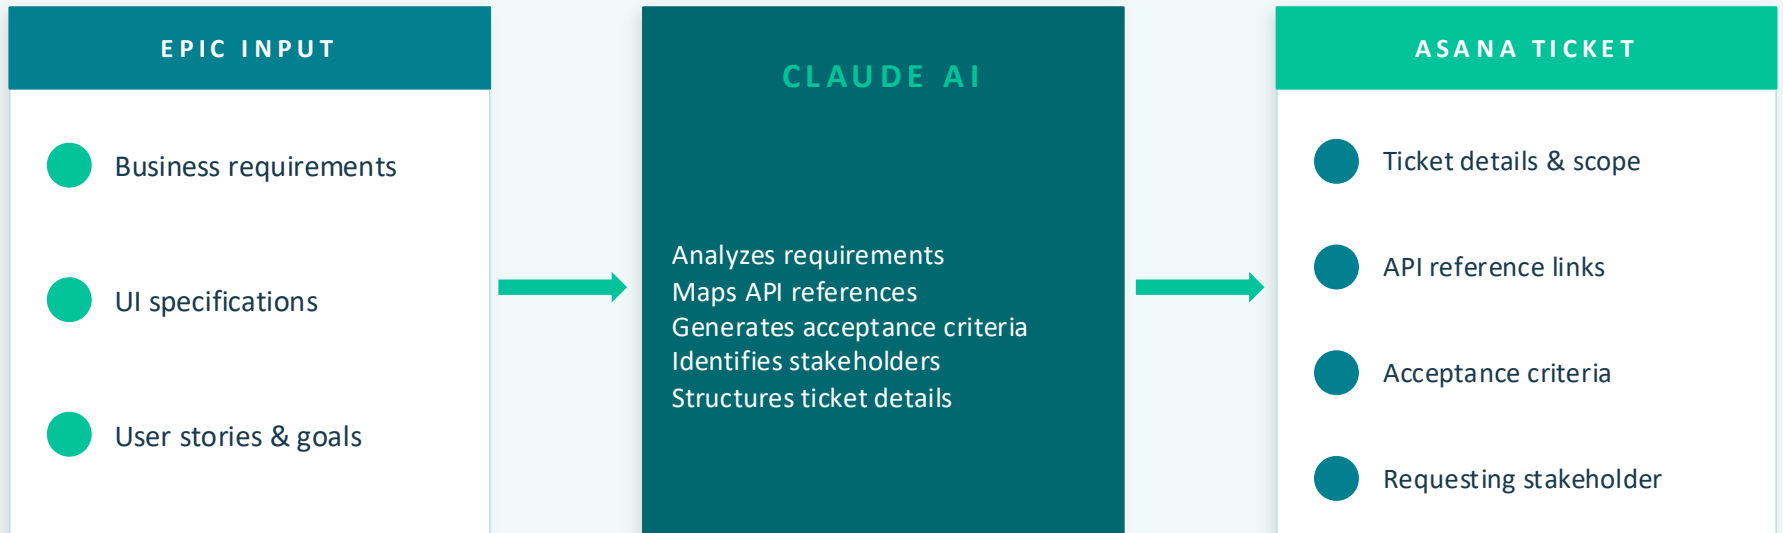 EPIC INPUT
Business requirements
UI specifications
User stories & goals
CLAUDE AI
Analyzes requirements
Maps API references
Generates acceptance criteria
Identifies stakeholders
Structures ticket details
ASANA TICKET
Ticket details & scope
API reference links
Acceptance criteria
Requesting stakeholder